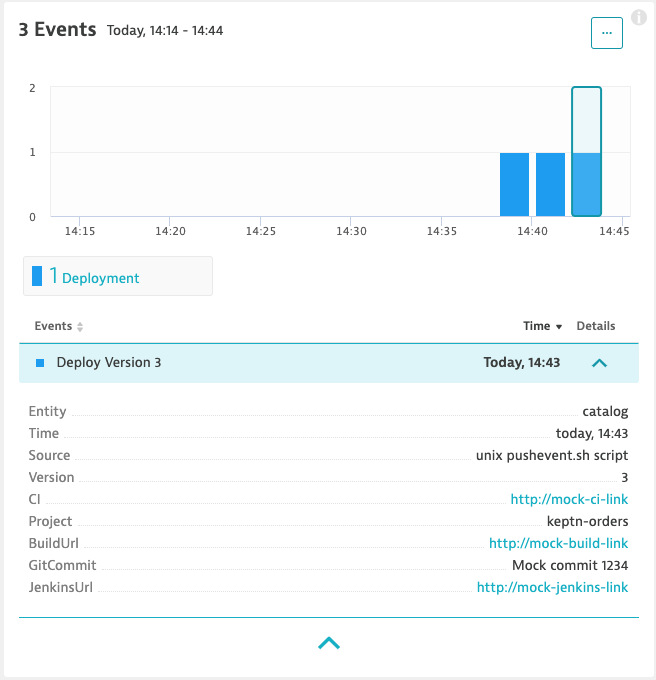 3 Events Today, 14:14 - 14:44
...
i
2
1
0
14:15 14:20 14:25 14:30 14:35 14:40 14:45
1 Deployment
Events Time Details
Deploy Version 3 Today, 14:43
Entity catalog
Time today, 14:43
Source unix pushevent.sh script
Version 3
CI http://mock-ci-link
Project keptn-orders
BuildUrl http://mock-build-link
GitCommit Mock commit 1234
JenkinsUrl http://mock-jenkins-link